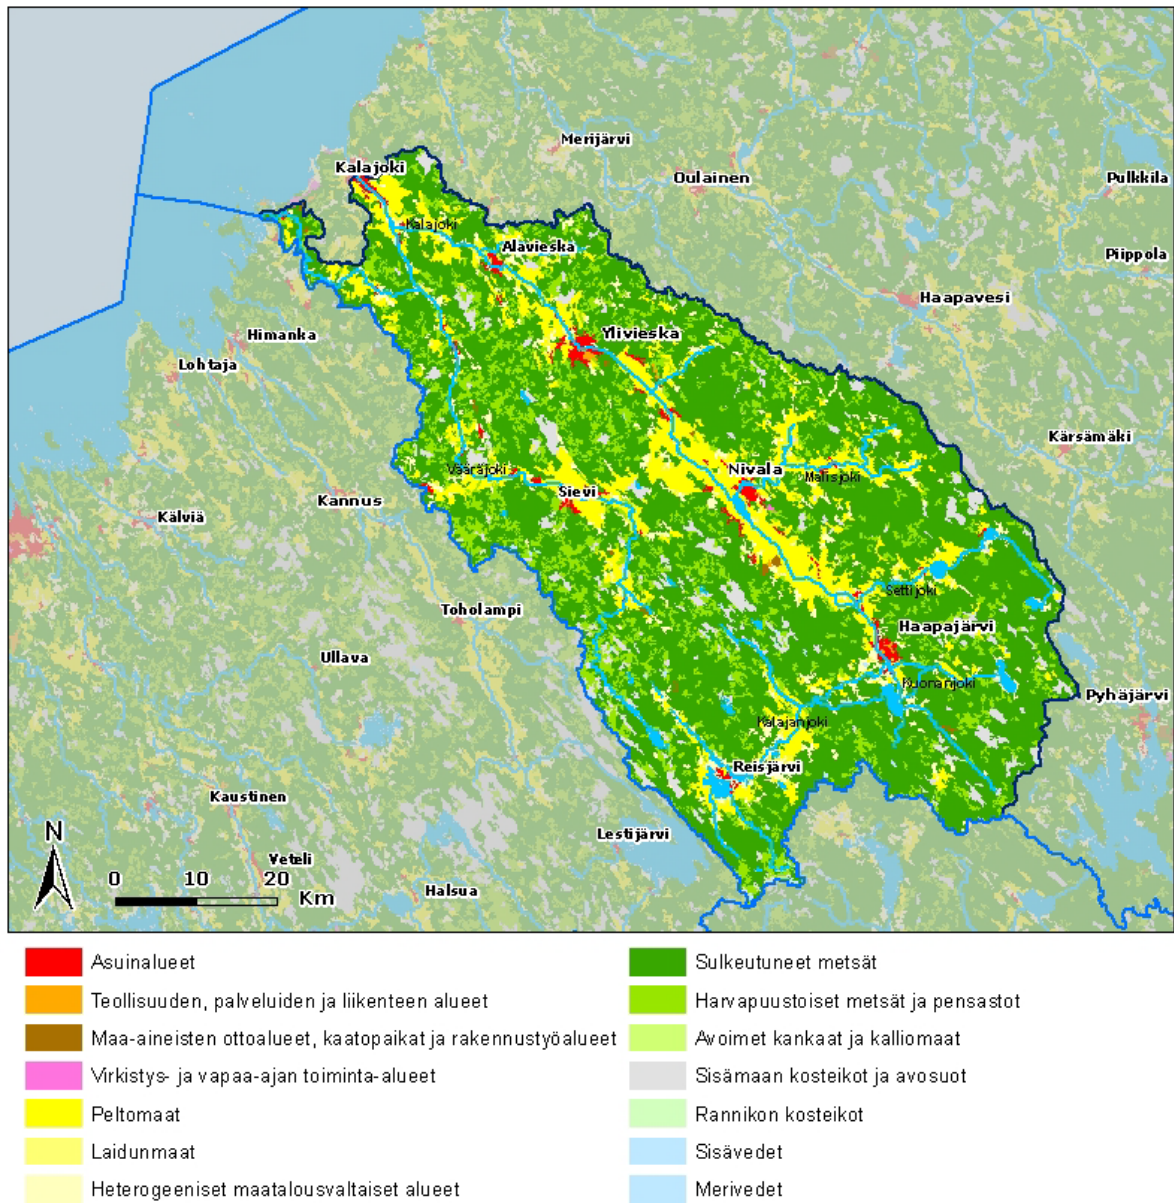 Merijärvi
Kalajoki
Oulainen
Pulkkila
Kalajoki
Alavieska
Piippola
Haapavesi
Himanka
Ylivieska
Lohtaja
Kärsämäki
Vääräjoki
Nivala
Malisjoki
Sievi
Kannus
Kälviä
Settijoki
Toholampi
Haapajärvi
Ullava
Kuonanjoki
Pyhäjärvi
Kalajanjoki
Reisjärvi
Kaustinen
N
Lestijärvi
Veteli
0 10 20
Km
Halsua
Asuinalueet
Teollisuuden, palveluiden ja liikenteen alueet
Maa-aineisten ottoalueet, kaatopaikat ja rakennustyöalueet
Virkistys- ja vapaa-ajan toiminta-alueet
Peltomaat
Laidunmaat
Heterogeeniset maatalousvaltaiset alueet
Sulkeutuneet metsät
Harvapuustoiset metsät ja pensastot
Avoimet kankaat ja kalliomaat
Sisämaan kosteikot ja avosuot
Rannikon kosteikot
Sisävedet
Merivedet